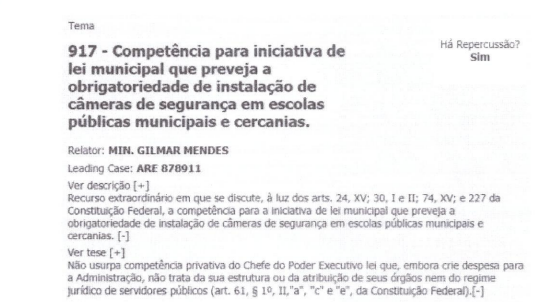 Tema
917 - Competência para iniciativa de
lei municipal que preveja a
obrigatoriedade de instalação de
câmeras de segurança em escolas
públicas municipais e cercanias.
Há Repercussão?
Sim
Relator: MIN. GILMAR MENDES
Leading Case: ARE 878911
Ver descrição [+]
Recurso extraordinário em que se discute, à luz dos arts. 24, XV; 30, I e II; 74, XV; e 227 da
Constituição Federal, a competência para a iniciativa de lei municipal que preveja a
obrigatoriedade de instalação de câmeras de segurança em escolas públicas municipais e
cercanias. [-]
Ver tese [+]
Não usurpa competência privativa do Chefe do Poder Executivo lei que, embora crie despesa para
a Administração, não trata da sua estrutura ou da atribuição de seus órgãos nem do regime
jurídico de servidores públicos (art. 61, § 1º, II,"a", "c" e "e", da Constituição Federal).[-]